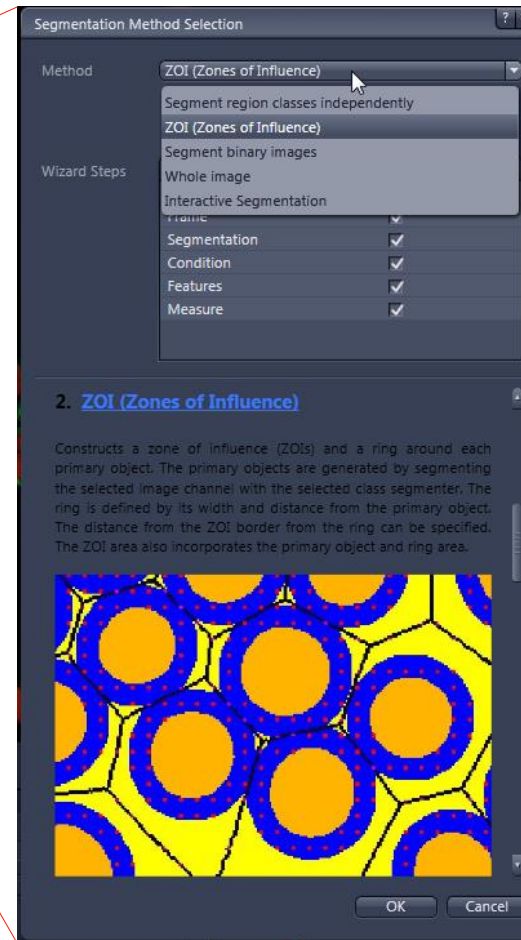 Segmentation Method Selection
?
Method
ZOI (Zones of Influence)
Segment region classes independently
ZOI (Zones of Influence)
Segment binary images
Whole image
Interactive Segmentation
Wizard Steps
Frame
Segmentation
Condition
Features
Measure
2. ZOI (Zones of Influence)
Constructs a zone of influence (ZOIs) and a ring around each
primary object. The primary objects are generated by segmenting
the selected image channel with the selected class segmenter. The
ring is defined by its width and distance from the primary object.
The distance from the ZOI border from the ring can be specified.
The ZOI area also incorporates the primary object and ring area.
OK
Cancel